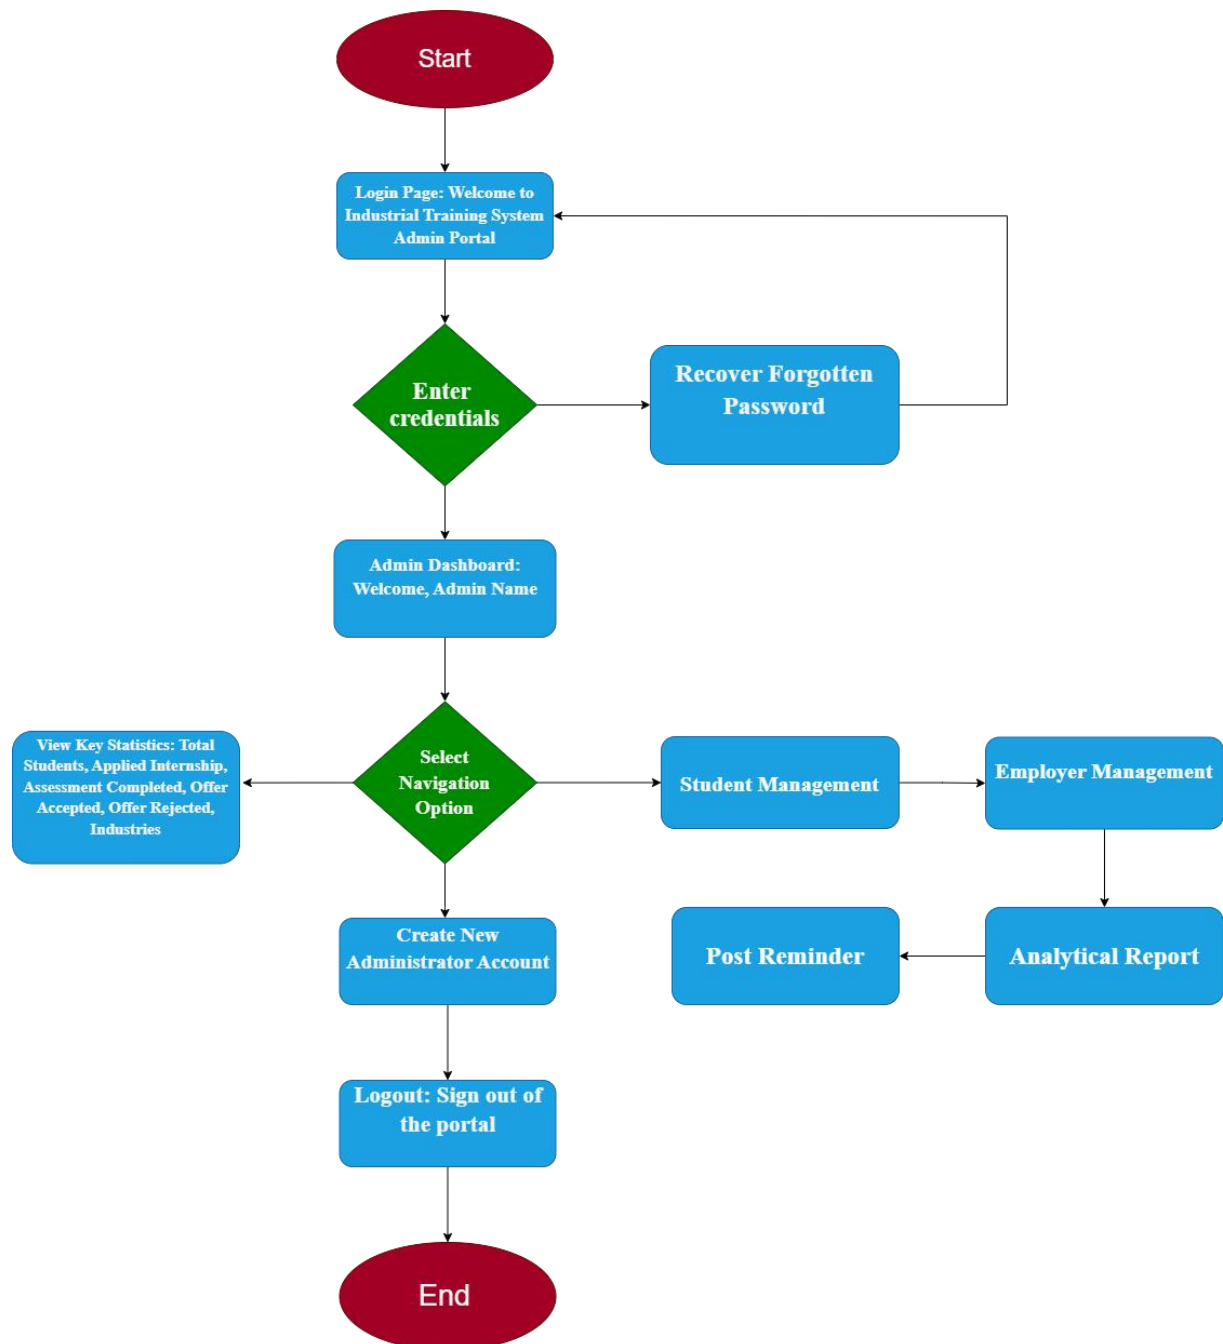 Start
Login Page: Welcome to
Industrial Training System
Admin Portal
Enter
credentials
Recover Forgotten
Password
Admin Dashboard:
Welcome, Admin Name
View Key Statistics: Total
Students, Applied Internship,
Assessment Completed, Offer
Accepted, Offer Rejected,
Industries
Select
Navigation
Option
Student Management
Employer Management
Create New
Administrator Account
Post Reminder
Analytical Report
Logout: Sign out of
the portal
End